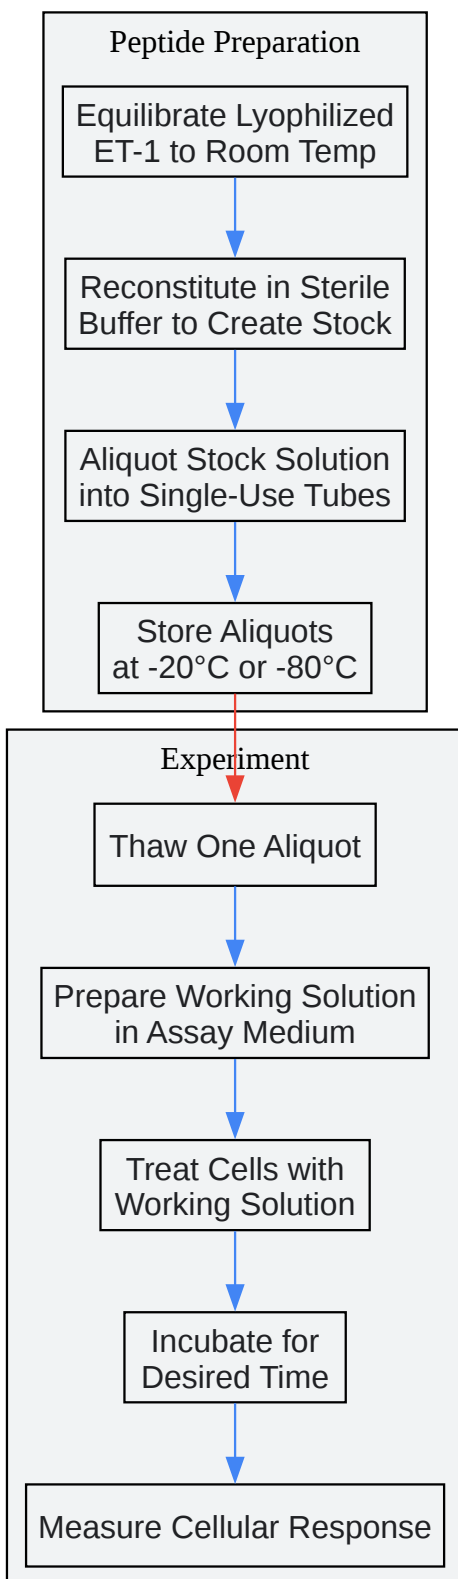 Peptide Preparation
Equilibrate Lyophilized
ET-1 to Room Temp
Reconstitute in Sterile
Buffer to Create Stock
Aliquot Stock Solution
into Single-Use Tubes
Store Aliquots
at -20°C or -80°C
Experiment
Thaw One Aliquot
Prepare Working Solution
in Assay Medium
Treat Cells with
Working Solution
Incubate for
Desired Time
Measure Cellular Response